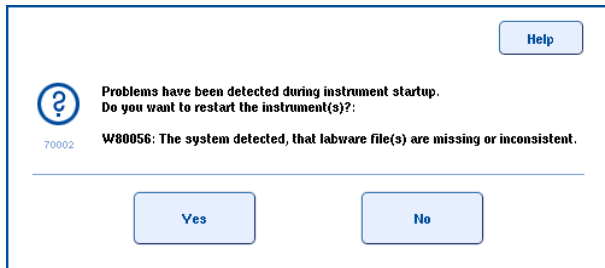 Help
Problems have been detected during instrument startup.
Do you want to restart the instrument(s)?:
70002
W80056: The system detected, that labware file(s) are missing or inconsistent.
Yes
No